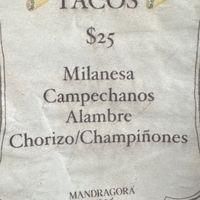 TACOS
$25
Milanesa
Campechanos
Alambre
Chorizo/Champiñones
MANDRAGORA